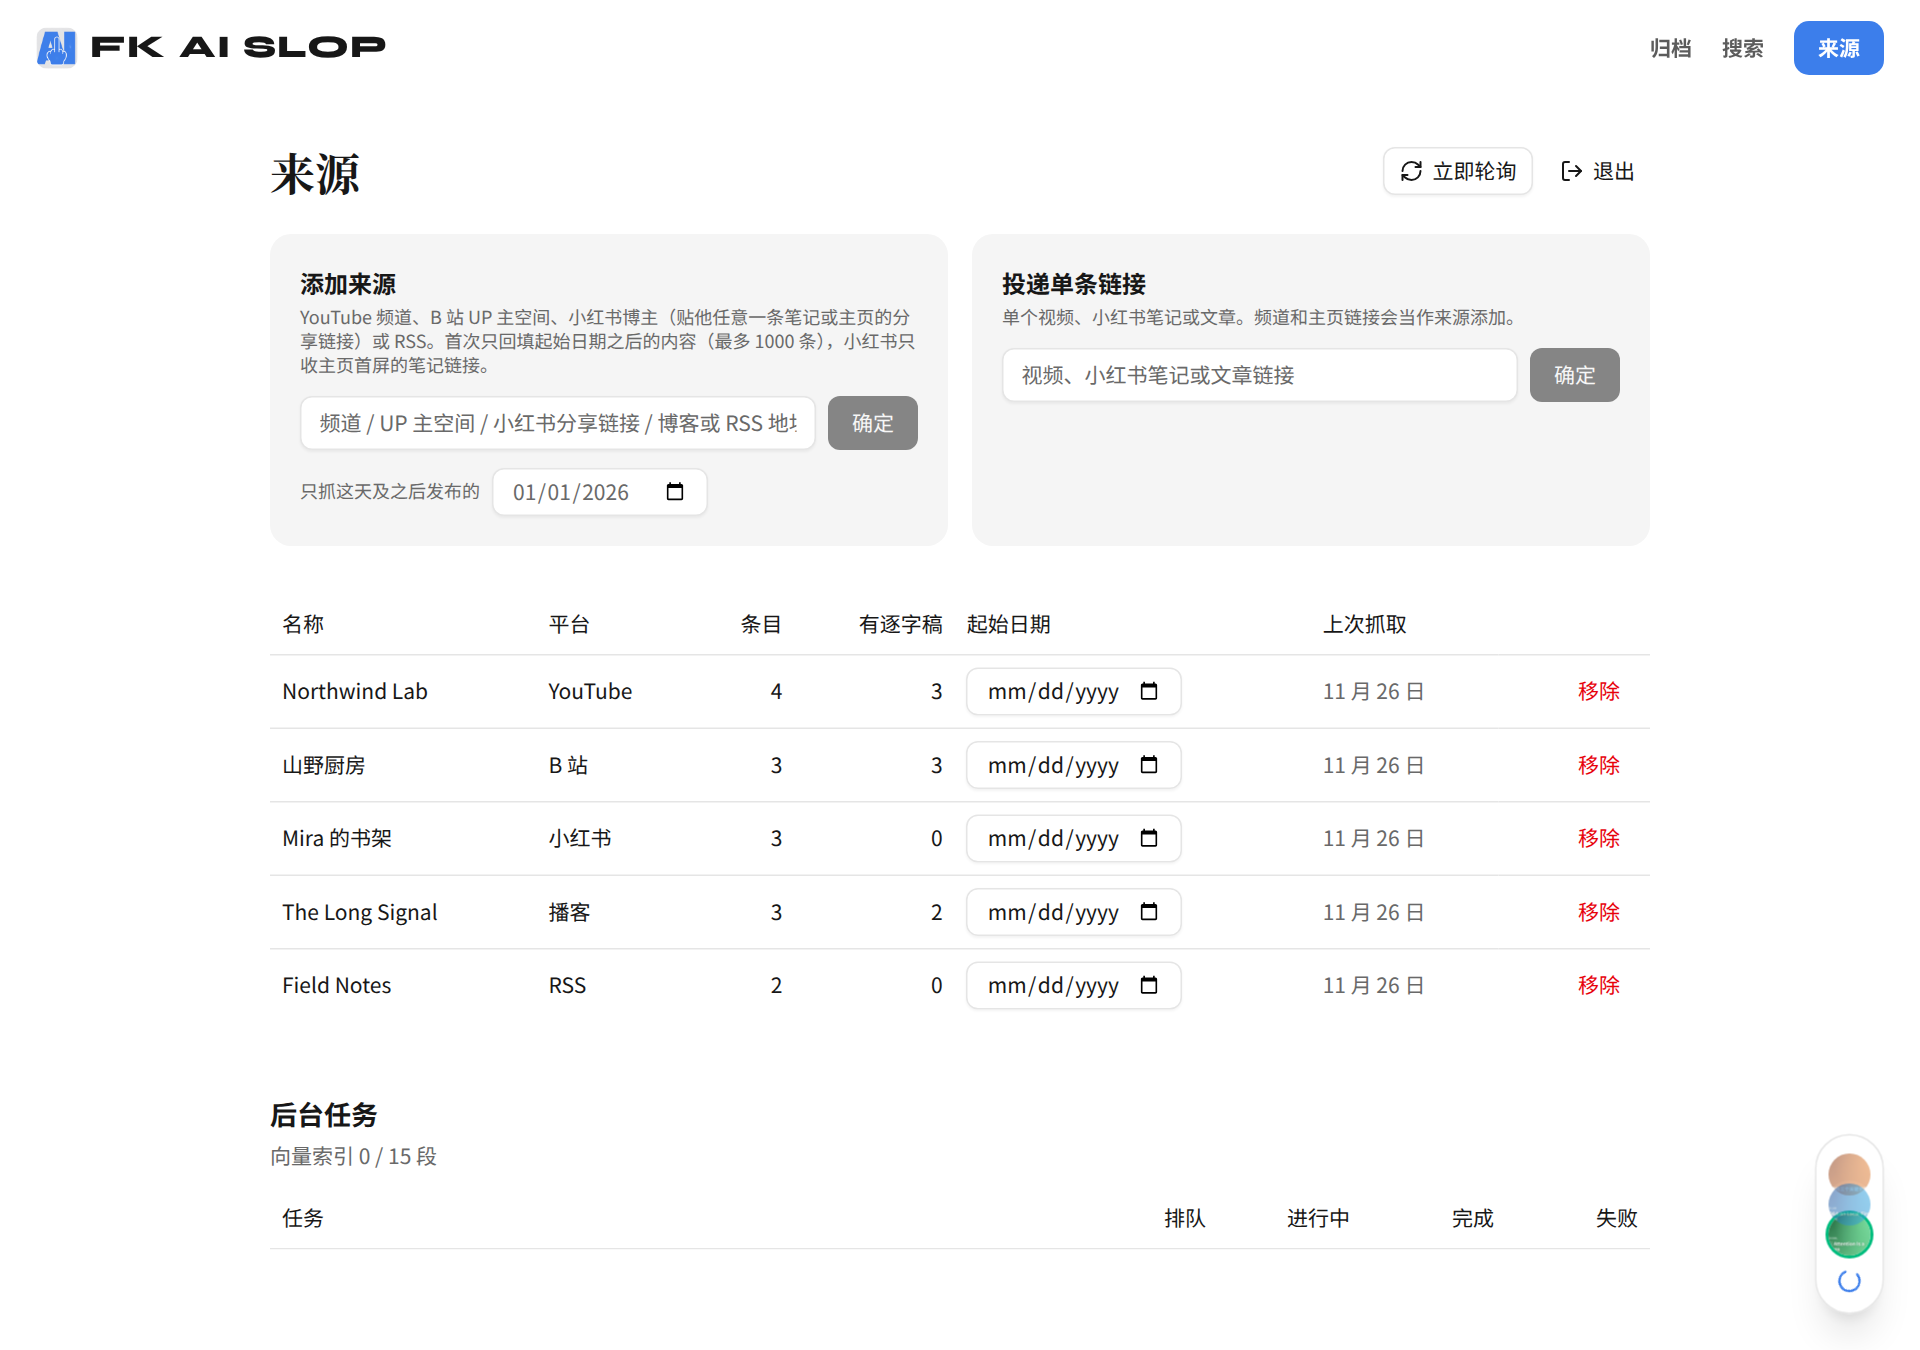 FK AI SLOP
归档
搜索
来源
来源
立即轮询
退出
添加来源
YouTube 频道、B 站 UP 主空间、小红书博主（贴他任意一条笔记或主页的分
享链接）或 RSS。首次只回填起始日期之后的内容（最多 1000 条），小红书只
收主页首屏的笔记链接。
频道 / UP 主空间 / 小红书分享链接 / 博客或 RSS
确定
只抓这天及之后发布的
01/01/2026
投递单条链接
单个视频、小红书笔记或文章。频道和主页链接会当作来源添加。
视频、小红书笔记或文章链接
确定
名称 平台 条目 有逐字稿 起始日期 上次抓取
Northwind Lab YouTube 4 3 mm/dd/yyyy 11 月 26 日 移除
山野厨房 B 站 3 3 mm/dd/yyyy 11 月 26 日 移除
Mira 的书架 小红书 3 0 mm/dd/yyyy 11 月 26 日 移除
The Long Signal 播客 3 2 mm/dd/yyyy 11 月 26 日 移除
Field Notes RSS 2 0 mm/dd/yyyy 11 月 26 日 移除
后台任务
向量索引 0 / 15 段
任务 排队 进行中 完成 失败